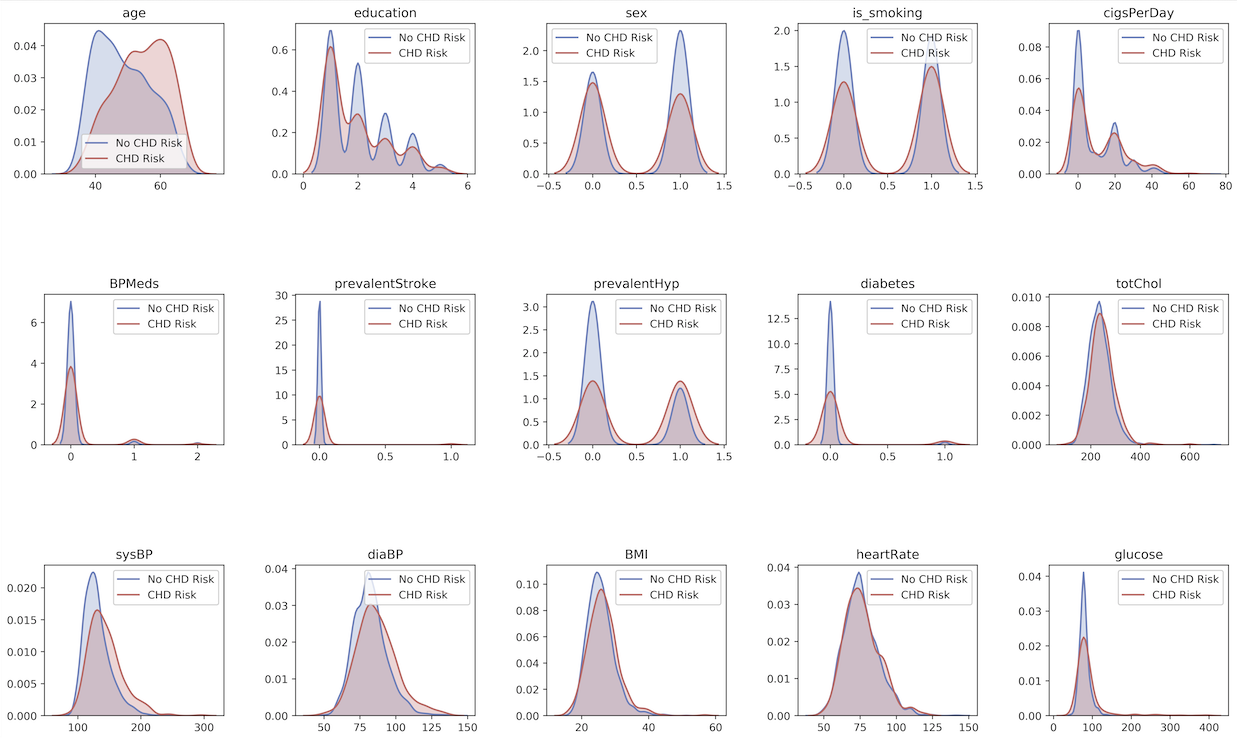 age
0.04
0.03
0.02
0.01
0.00
40 60
No CHD Risk
CHD Risk
education
0.6
0.4
0.2
0.0
0 2 4 6
No CHD Risk
CHD Risk
sex
2.0
1.5
1.0
0.5
0.0
−0.5 0.0 0.5 1.0 1.5
No CHD Risk
CHD Risk
is_smoking
2.0
1.5
1.0
0.5
0.0
−0.5 0.0 0.5 1.0 1.5
No CHD Risk
CHD Risk
cigsPerDay
0.08
0.06
0.04
0.02
0.00
0 20 40 60 80
No CHD Risk
CHD Risk
BPMeds
6
4
2
0
0 1 2
No CHD Risk
CHD Risk
prevalentStroke
30
25
20
15
10
5
0
0.0 0.5 1.0
No CHD Risk
CHD Risk
prevalentHyp
3.0
2.5
2.0
1.5
1.0
0.5
0.0
−0.5 0.0 0.5 1.0 1.5
No CHD Risk
CHD Risk
diabetes
12.5
10.0
7.5
5.0
2.5
0.0
0.0 0.5 1.0
No CHD Risk
CHD Risk
totChol
0.010
0.008
0.006
0.004
0.002
0.000
200 400 600
No CHD Risk
CHD Risk
sysBP
0.020
0.015
0.010
0.005
0.000
100 200 300
No CHD Risk
CHD Risk
diaBP
0.04
0.03
0.02
0.01
0.00
50 75 100 125 150
No CHD Risk
CHD Risk
BMI
0.10
0.08
0.06
0.04
0.02
0.00
20 40 60
No CHD Risk
CHD Risk
heartRate
0.04
0.03
0.02
0.01
0.00
50 75 100 125 150
No CHD Risk
CHD Risk
glucose
0.04
0.03
0.02
0.01
0.00
0 100 200 300 400
No CHD Risk
CHD Risk